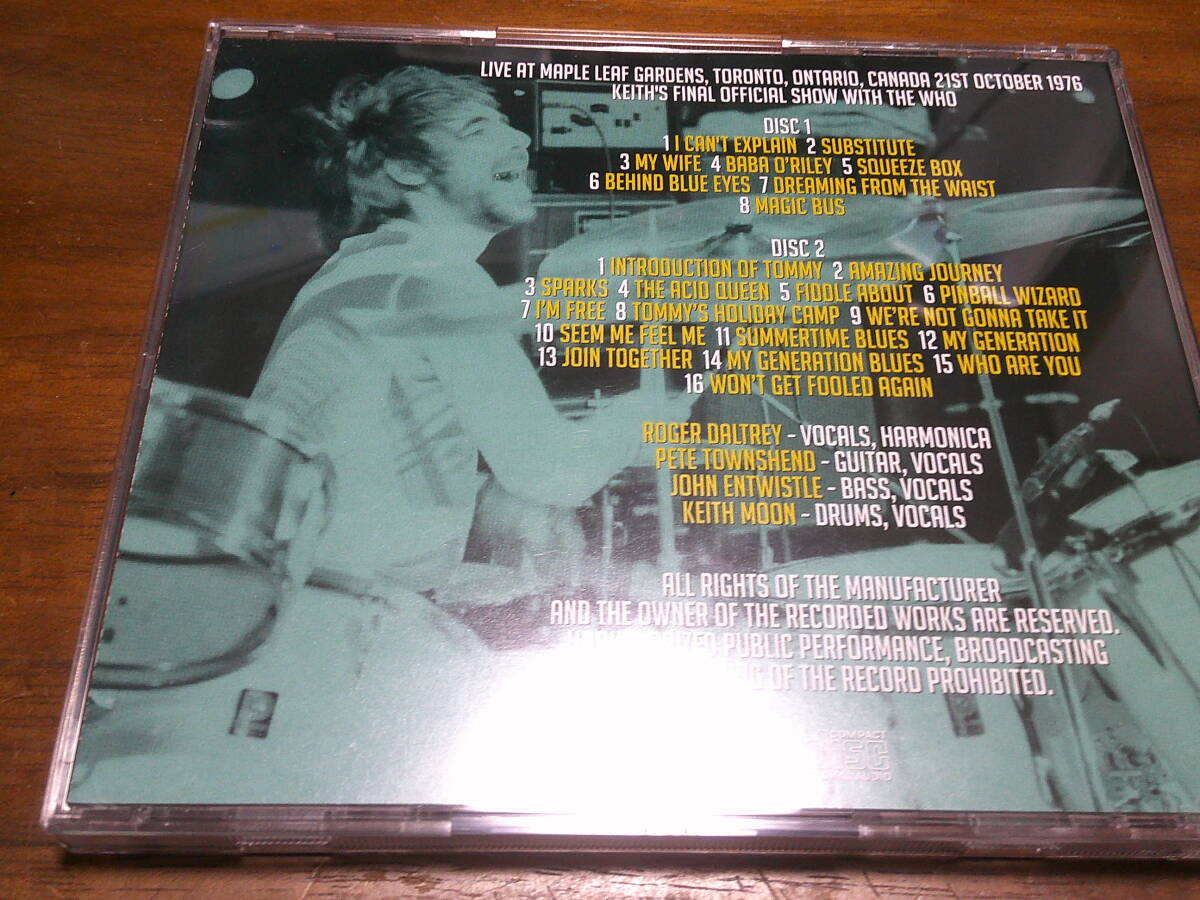 LIVE AT MAPLE LEAF GARDENS, TORONTO, ONTARIO, CANADA 21ST OCTOBER 1976
KEITH'S FINAL OFFICIAL SHOW WITH THE WHO
DISC 1
1 I CAN'T EXPLAIN 2 SUBSTITUTE
3 MY WIFE 4 BABA O'RILEY 5 SQUEEZE BOX
6 BEHIND BLUE EYES 7 DREAMING FROM THE WAIST
8 MAGIC BUS
DISC 2
1 INTRODUCTION OF TOMMY 2 AMAZING JOURNEY
3 SPARKS 4 THE ACID QUEEN 5 FIDDLE ABOUT 6 PINBALL WIZARD
7 I'M FREE 8 TOMMY'S HOLIDAY CAMP 9 WE'RE NOT GONNA TAKE IT
10 SEEM ME FEEL ME 11 SUMMERTIME BLUES 12 MY GENERATION
13 JOIN TOGETHER 14 MY GENERATION BLUES 15 WHO ARE YOU
16 WON'T GET FOOLED AGAIN
ROGER DALTREY - VOCALS, HARMONICA
PETE TOWNSHEND - GUITAR, VOCALS
JOHN ENTWISTLE - BASS, VOCALS
KEITH MOON - DRUMS, VOCALS
ALL RIGHTS OF THE MANUFACTURER
AND THE OWNER OF THE RECORDED WORKS ARE RESERVED.
PUBLIC PERFORMANCE, BROADCASTING
OF THE RECORD PROHIBITED.
COMPACT